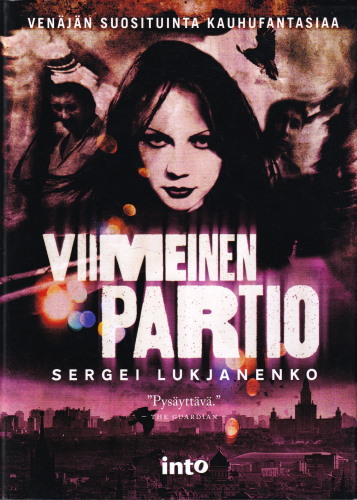 VENÄJÄN SUOSITUINTA KAUHUFANTASIAA
VIIMEINEN
PARTIO
SERGEI LUKJANENKO
"Pysäyttävä."
– THE GUARDIAN –
into